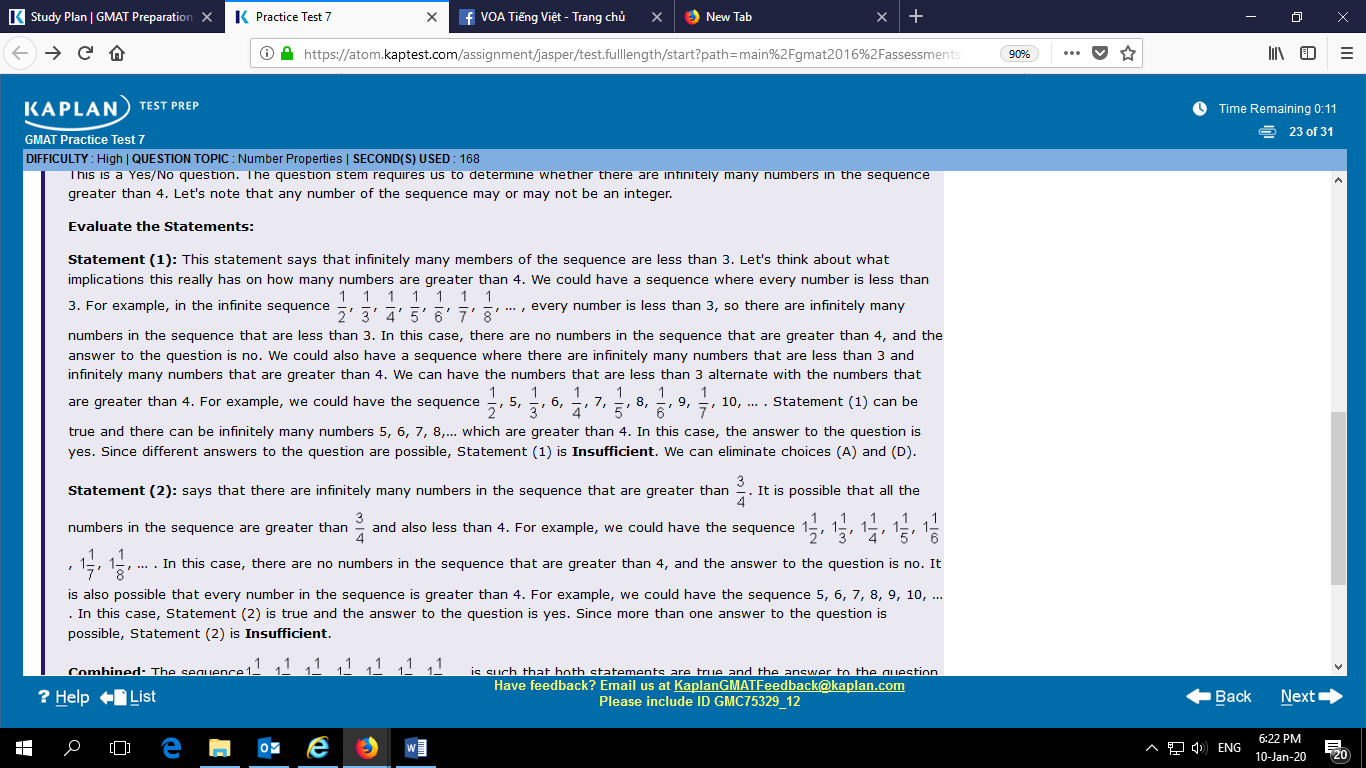 Study Plan | GMAT Preparation
Practice Test 7
VOA Tiếng Việt - Trang chủ
New Tab
https://atom.kaptest.com/assignment/jasper/test.fulllength/start?path=main%2Fgmat2016%2Fassessments
90%
KAPLAN TEST PREP
Time Remaining 0:11
GMAT Practice Test 7
23 of 31
DIFFICULTY : High | QUESTION TOPIC : Number Properties | SECOND(S) USED : 168
This is a Yes/No question. The question stem requires us to determine whether there are infinitely many numbers in the sequence
greater than 4. Let's note that any number of the sequence may or may not be an integer.
Evaluate the Statements:
Statement (1): This statement says that infinitely many members of the sequence are less than 3. Let's think about what
implications this really has on how many numbers are greater than 4. We could have a sequence where every number is less than
3. For example, in the infinite sequence 1/2, 1/3, 1/4, 1/5, 1/6, 1/7, 1/8, ... , every number is less than 3, so there are infinitely many
numbers in the sequence that are less than 3. In this case, there are no numbers in the sequence that are greater than 4, and the
answer to the question is no. We could also have a sequence where there are infinitely many numbers that are less than 3 and
infinitely many numbers that are greater than 4. We can have the numbers that are less than 3 alternate with the numbers that
are greater than 4. For example, we could have the sequence 1/2, 5, 1/3, 6, 1/4, 7, 1/5, 8, 1/6, 9, 1/7, 10, ... . Statement (1) can be
true and there can be infinitely many numbers 5, 6, 7, 8,... which are greater than 4. In this case, the answer to the question is
yes. Since different answers to the question are possible, Statement (1) is Insufficient. We can eliminate choices (A) and (D).
Statement (2): says that there are infinitely many numbers in the sequence that are greater than 3/4. It is possible that all the
numbers in the sequence are greater than 3/4 and also less than 4. For example, we could have the sequence 1 1/2, 1 1/3, 1 1/4, 1 1/5, 1 1/6
, 1 1/7, 1 1/8, ... . In this case, there are no numbers in the sequence that are greater than 4, and the answer to the question is no. It
is also possible that every number in the sequence is greater than 4. For example, we could have the sequence 5, 6, 7, 8, 9, 10, ...
. In this case, Statement (2) is true and the answer to the question is yes. Since more than one answer to the question is
possible, Statement (2) is Insufficient.
Combined: The sequence is such that both statements are true and the answer to the question
Have feedback? Email us at KaplanGMATFeedback@kaplan.com
Please include ID GMC75329_12
? Help
List
Back
Next
ENG
6:22 PM
10-Jan-20
20